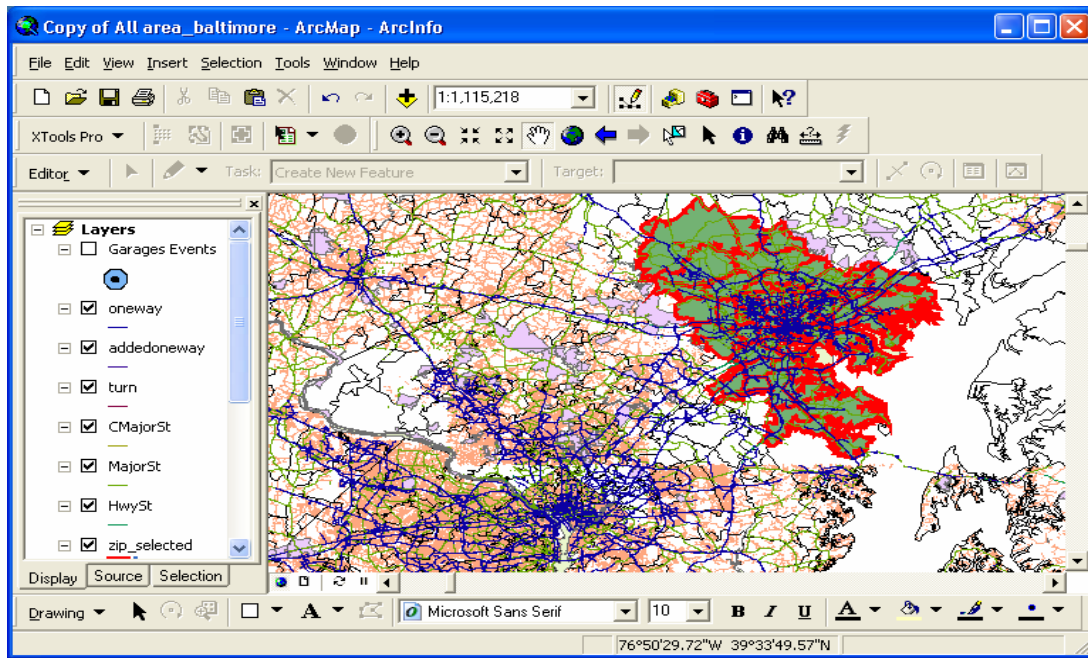 Copy of All area_baltimore - ArcMap - ArcInfo
File Edit View Insert Selection Tools Window Help
1:1,115,218
XTools Pro
Editor Task: Create New Feature Target:
Layers
Garages Events
oneway
addedoneway
turn
CMajorSt
MajorSt
HwySt
zip_selected
Display Source Selection
Drawing A Microsoft Sans Serif 10 B I U A
76°50'29.72"W 39°33'49.57"N